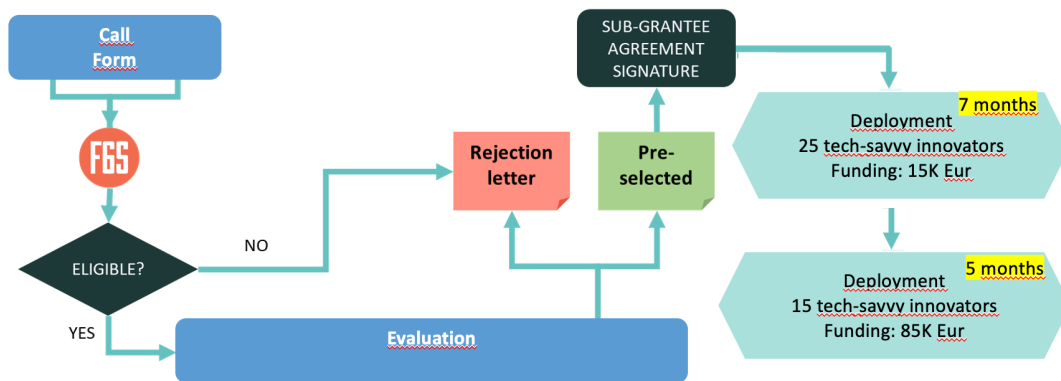 Call
Form
F6S
ELIGIBLE?
NO
YES
Evaluation
Rejection
letter
Pre-
selected
SUB-GRANTEE
AGREEMENT
SIGNATURE
7 months
Deployment
25 tech-savvy innovators
Funding: 15K Eur
5 months
Deployment
15 tech-savvy innovators
Funding: 85K Eur